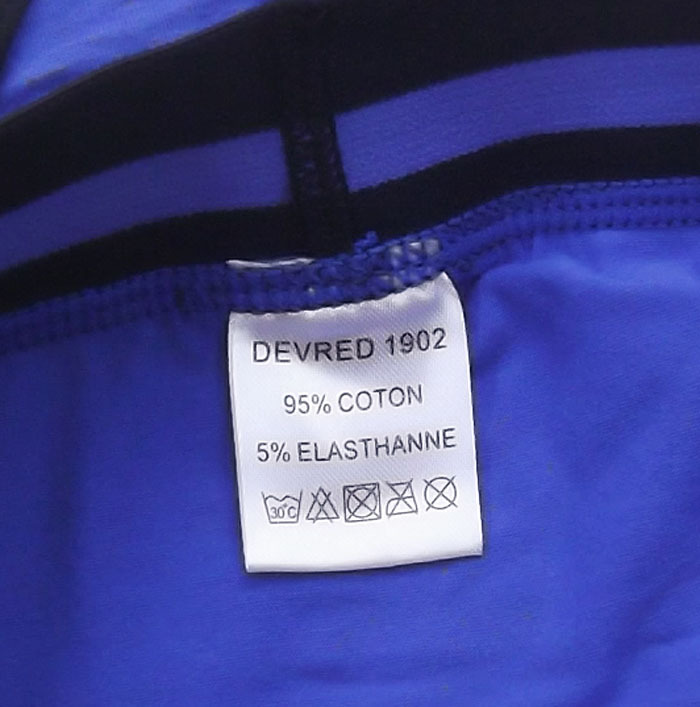 DEVRED 1902
95% COTON
5% ELASTHANNE
30°C